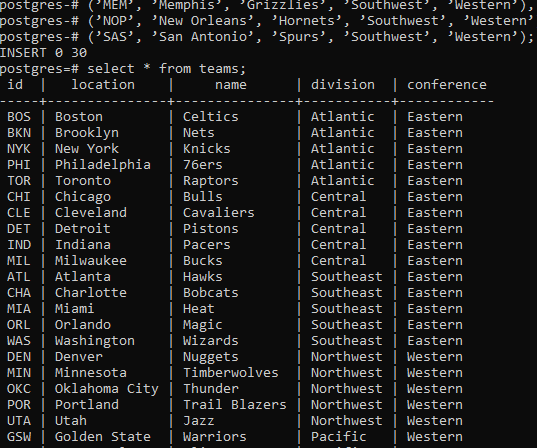 postgres-# ('MEM', 'Memphis', 'Grizzlies', 'Southwest', 'Western'),
postgres-# ('NOP', 'New Orleans', 'Hornets', 'Southwest', 'Western'
postgres-# ('SAS', 'San Antonio', 'Spurs', 'Southwest', 'Western');
INSERT 0 30
postgres=# select * from teams;
 id  |   location    |     name      | division  | conference
-----+---------------+---------------+-----------+------------
 BOS | Boston        | Celtics       | Atlantic  | Eastern
 BKN | Brooklyn      | Nets          | Atlantic  | Eastern
 NYK | New York      | Knicks        | Atlantic  | Eastern
 PHI | Philadelphia  | 76ers         | Atlantic  | Eastern
 TOR | Toronto       | Raptors       | Atlantic  | Eastern
 CHI | Chicago       | Bulls         | Central   | Eastern
 CLE | Cleveland     | Cavaliers     | Central   | Eastern
 DET | Detroit       | Pistons       | Central   | Eastern
 IND | Indiana       | Pacers        | Central   | Eastern
 MIL | Milwaukee     | Bucks         | Central   | Eastern
 ATL | Atlanta       | Hawks         | Southeast | Eastern
 CHA | Charlotte     | Bobcats       | Southeast | Eastern
 MIA | Miami         | Heat          | Southeast | Eastern
 ORL | Orlando       | Magic         | Southeast | Eastern
 WAS | Washington    | Wizards       | Southeast | Eastern
 DEN | Denver        | Nuggets       | Northwest | Western
 MIN | Minnesota     | Timberwolves  | Northwest | Western
 OKC | Oklahoma City | Thunder       | Northwest | Western
 POR | Portland      | Trail Blazers | Northwest | Western
 UTA | Utah          | Jazz          | Northwest | Western
 GSW | Golden State  | Warriors      | Pacific   | Western